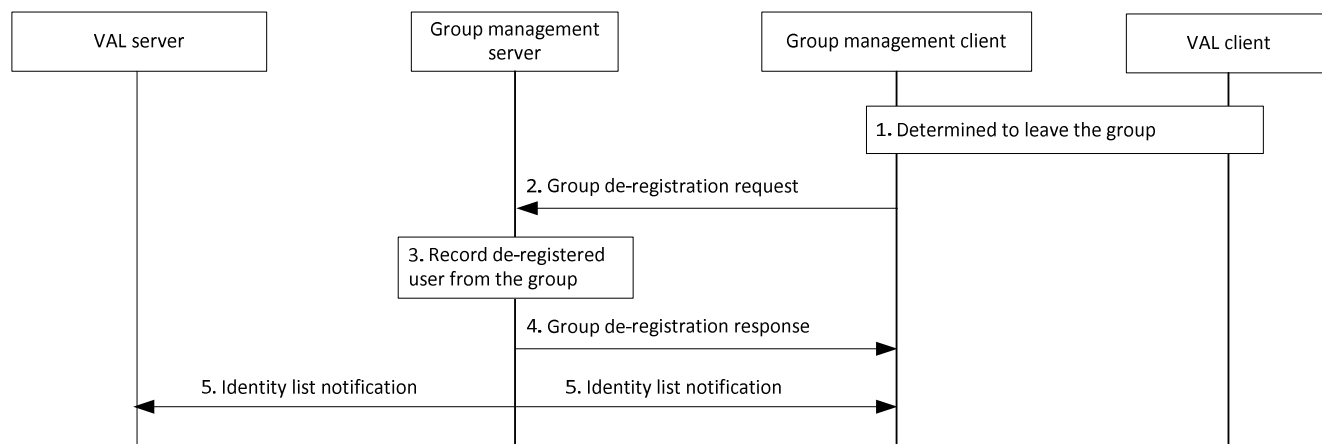 VAL server
Group management
server
Group management client
VAL client
1. Determined to leave the group
2. Group de-registration request
3. Record de-registered
user from the group
4. Group de-registration response
5. Identity list notification
5. Identity list notification